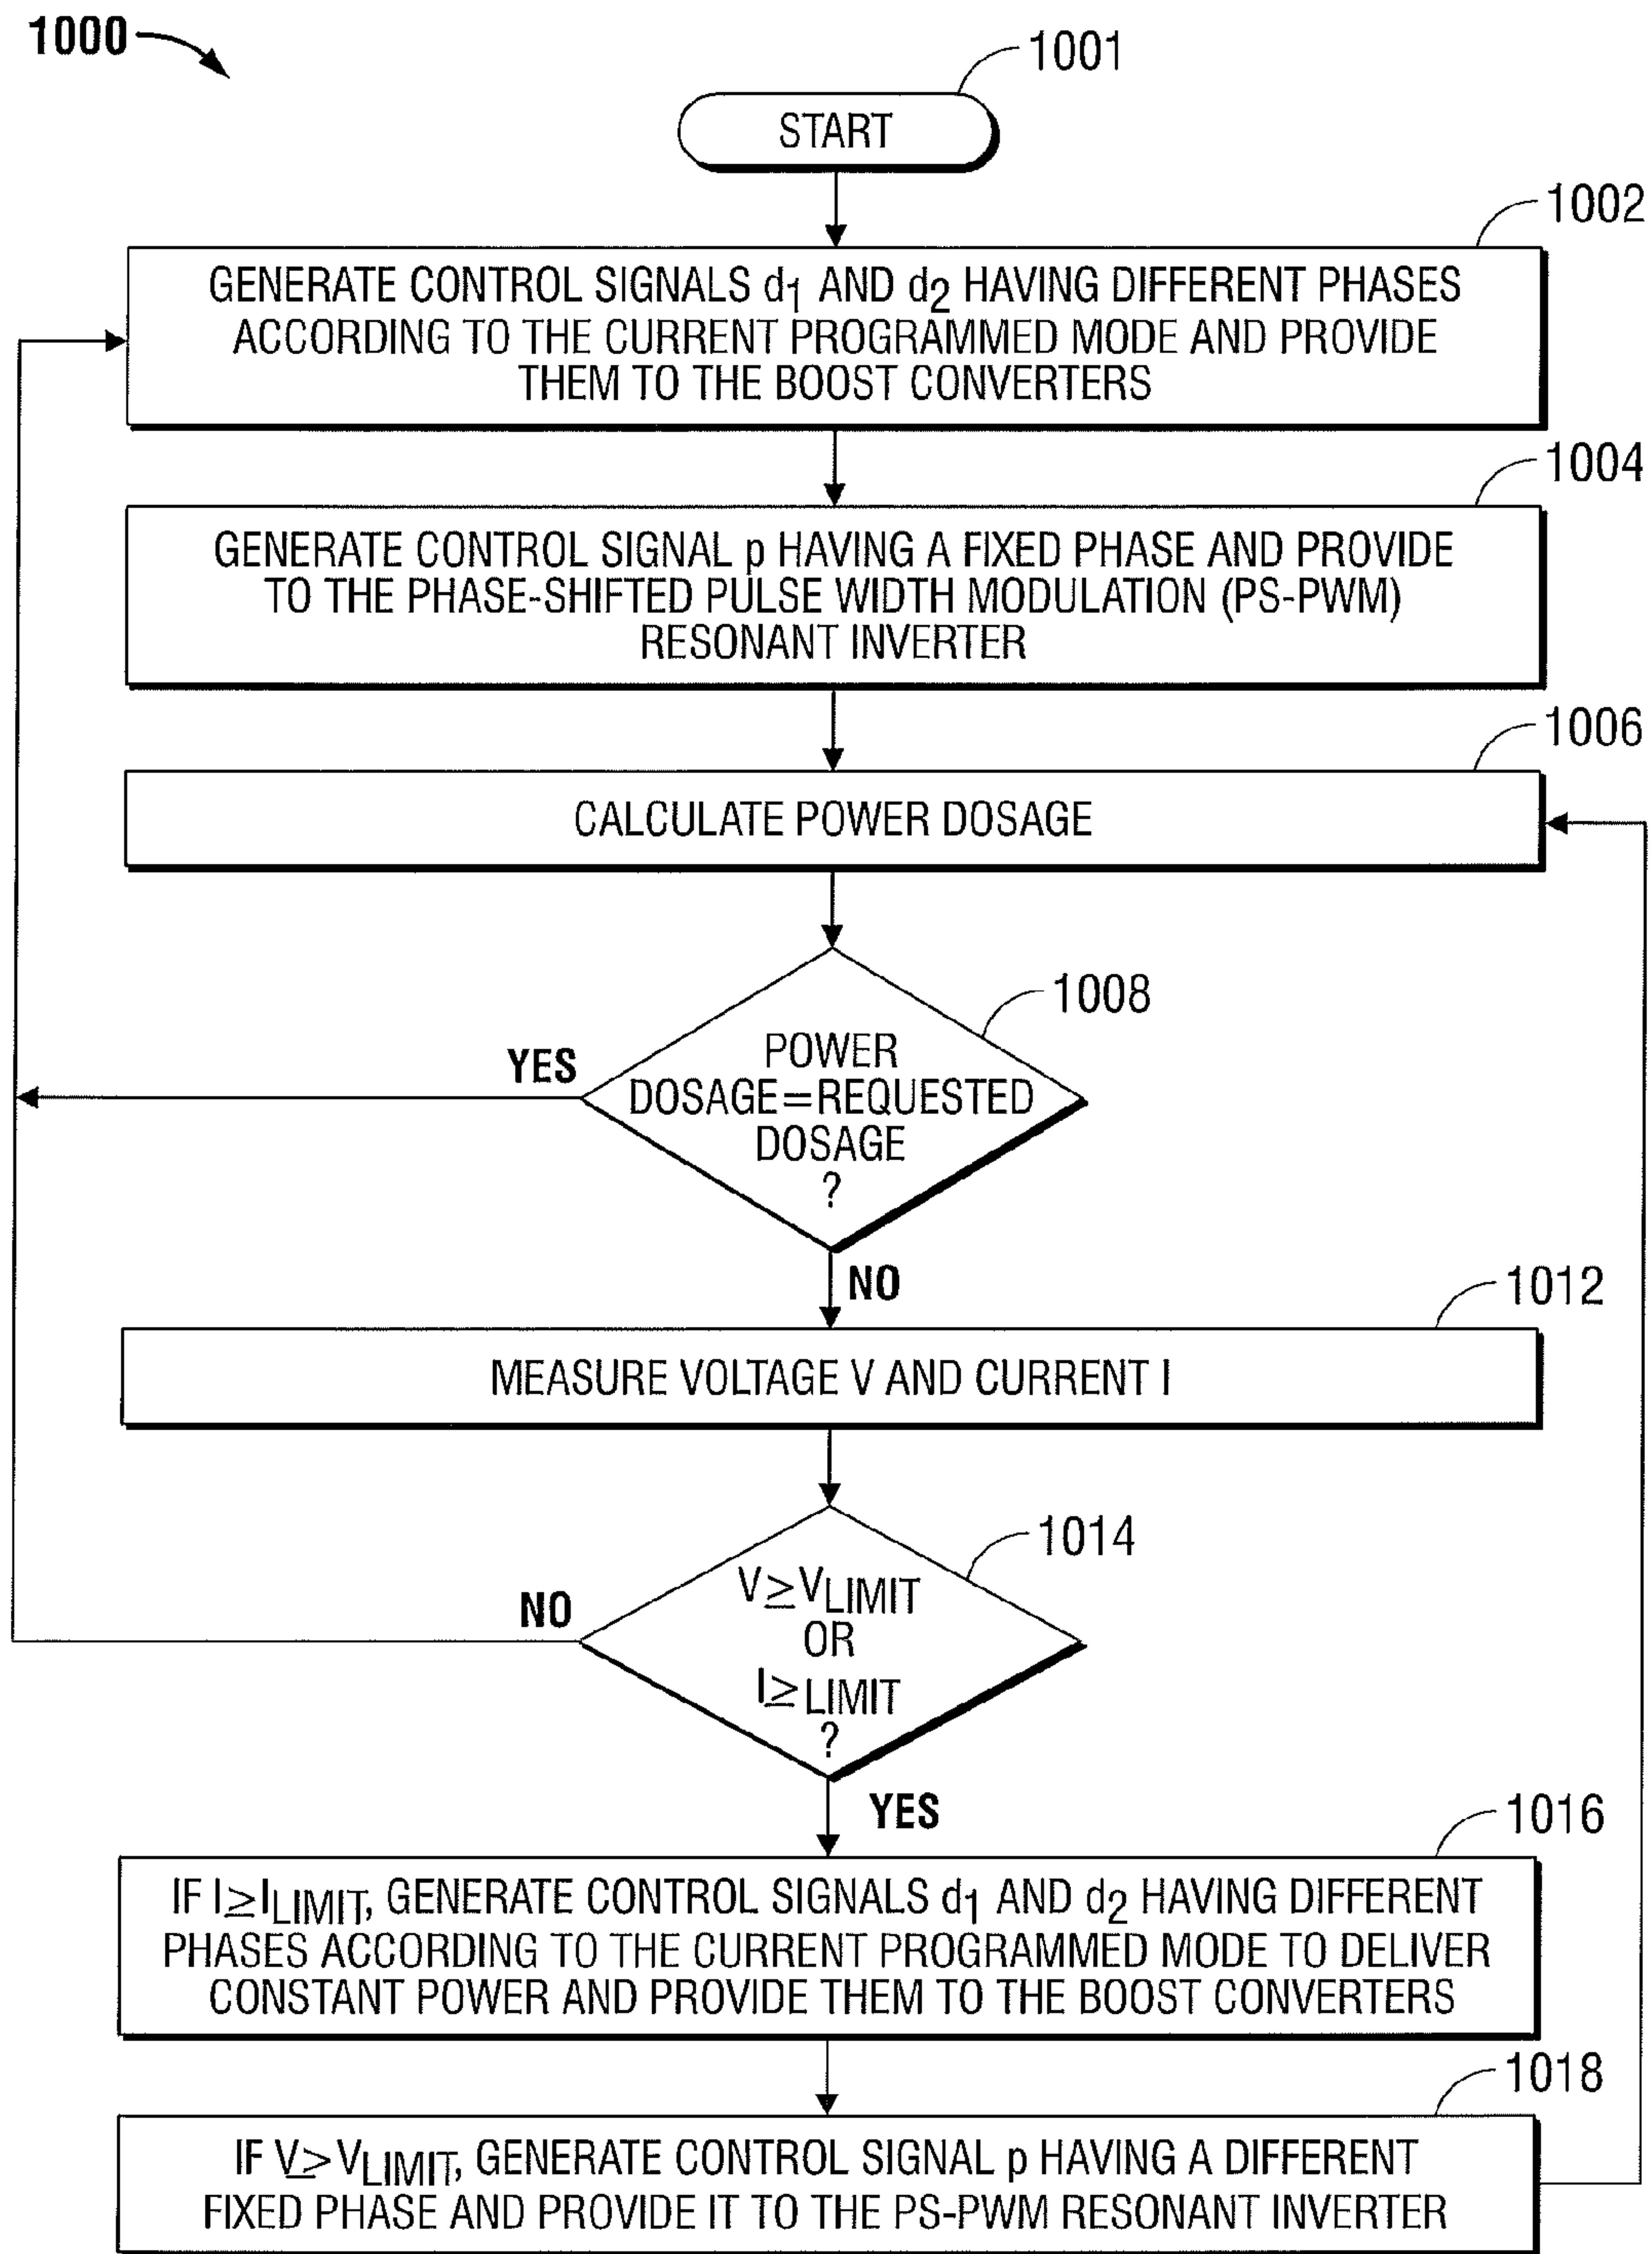 1000
1001
START
1002
GENERATE CONTROL SIGNALS d1 AND d2 HAVING DIFFERENT PHASES
ACCORDING TO THE CURRENT PROGRAMMED MODE AND PROVIDE
THEM TO THE BOOST CONVERTERS
1004
GENERATE CONTROL SIGNAL p HAVING A FIXED PHASE AND PROVIDE
TO THE PHASE-SHIFTED PULSE WIDTH MODULATION (PS-PWM)
RESONANT INVERTER
1006
CALCULATE POWER DOSAGE
1008
POWER
DOSAGE=REQUESTED
DOSAGE
?
YES
NO
1012
MEASURE VOLTAGE V AND CURRENT I
1014
V≥VLIMIT
OR
I≥LIMIT
?
NO
YES
1016
IF I≥ILIMIT, GENERATE CONTROL SIGNALS d1 AND d2 HAVING DIFFERENT
PHASES ACCORDING TO THE CURRENT PROGRAMMED MODE TO DELIVER
CONSTANT POWER AND PROVIDE THEM TO THE BOOST CONVERTERS
1018
IF V≥VLIMIT, GENERATE CONTROL SIGNAL p HAVING A DIFFERENT
FIXED PHASE AND PROVIDE IT TO THE PS-PWM RESONANT INVERTER